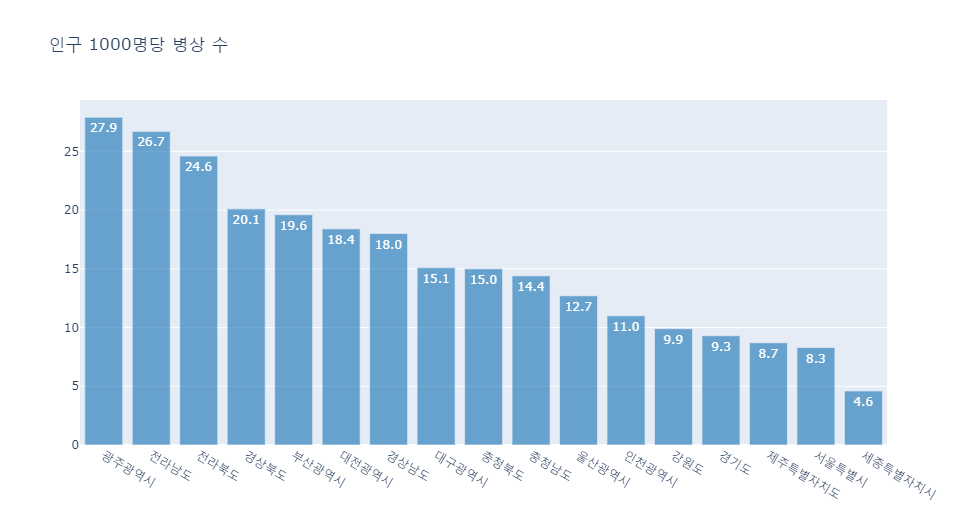 인구 1000명당 병상 수
27.9
26.7
24.6
20.1
19.6
18.4
18.0
15.1
15.0
14.4
12.7
11.0
9.9
9.3
8.7
8.3
4.6
25
20
15
10
5
0
광주광역시
전라남도
전라북도
경상북도
부산광역시
대전광역시
경상남도
대구광역시
충청북도
충청남도
울산광역시
인천광역시
강원도
경기도
제주특별자치도
서울특별시
세종특별자치시